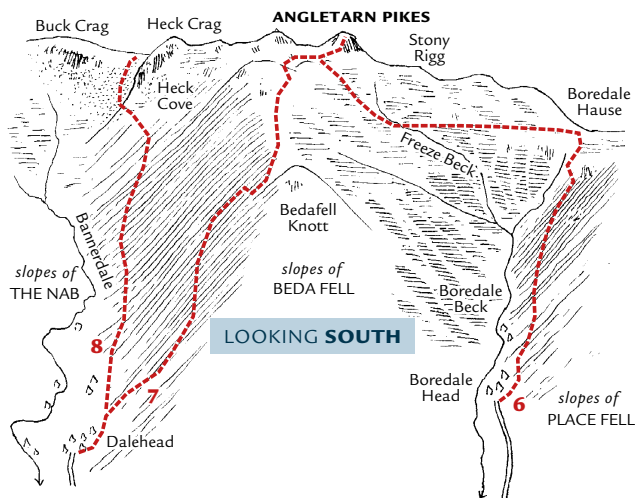 ANGLETARN PIKES
Buck Crag
Heck Crag
Stony
Rigg
Heck
Cove
Boredale
Hause
Freeze Beck
Bannerdale
Bedafell
Knott
slopes of
THE NAB
slopes of
BEDA FELL
Boredale
Beck
LOOKING SOUTH
8
7
Boredale
Head
6
slopes of
PLACE FELL
Dalehead